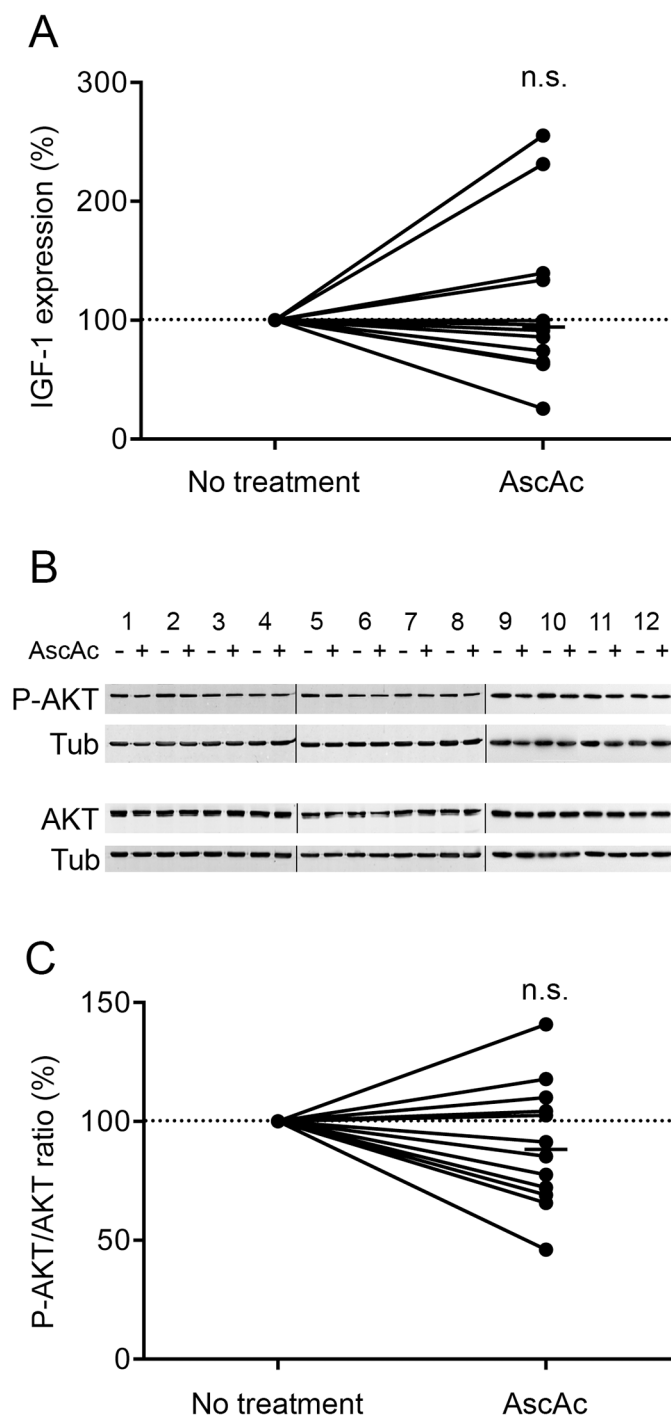 A
n.s.
300
200
100
0
IGF-1 expression (%)
No treatment AscAc
B
1 2 3 4 5 6 7 8 9 10 11 12
AscAc - + - + - + - + - + - + - + - + - + - + - + - +
P-AKT
Tub
AKT
Tub
C
n.s.
150
100
50
0
P-AKT/AKT ratio (%)
No treatment AscAc